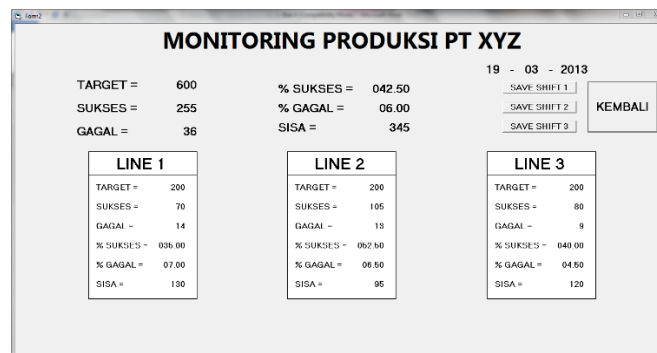 Form2
MONITORING PRODUKSI PT XYZ
19 - 03 - 2013
TARGET = 600
SUKSES = 255
GAGAL = 36
% SUKSES = 042.50
% GAGAL = 06.00
SISA = 345
SAVE SHIFT 1
SAVE SHIFT 2
SAVE SHIFT 3
KEMBALI
LINE 1
TARGET = 200
SUKSES = 70
GAGAL = 14
% SUKSES = 035.00
% GAGAL = 07.00
SISA = 130
LINE 2
TARGET = 200
SUKSES = 105
GAGAL = 13
% SUKSES = 052.50
% GAGAL = 06.50
SISA = 95
LINE 3
TARGET = 200
SUKSES = 80
GAGAL = 9
% SUKSES = 040.00
% GAGAL = 04.50
SISA = 120